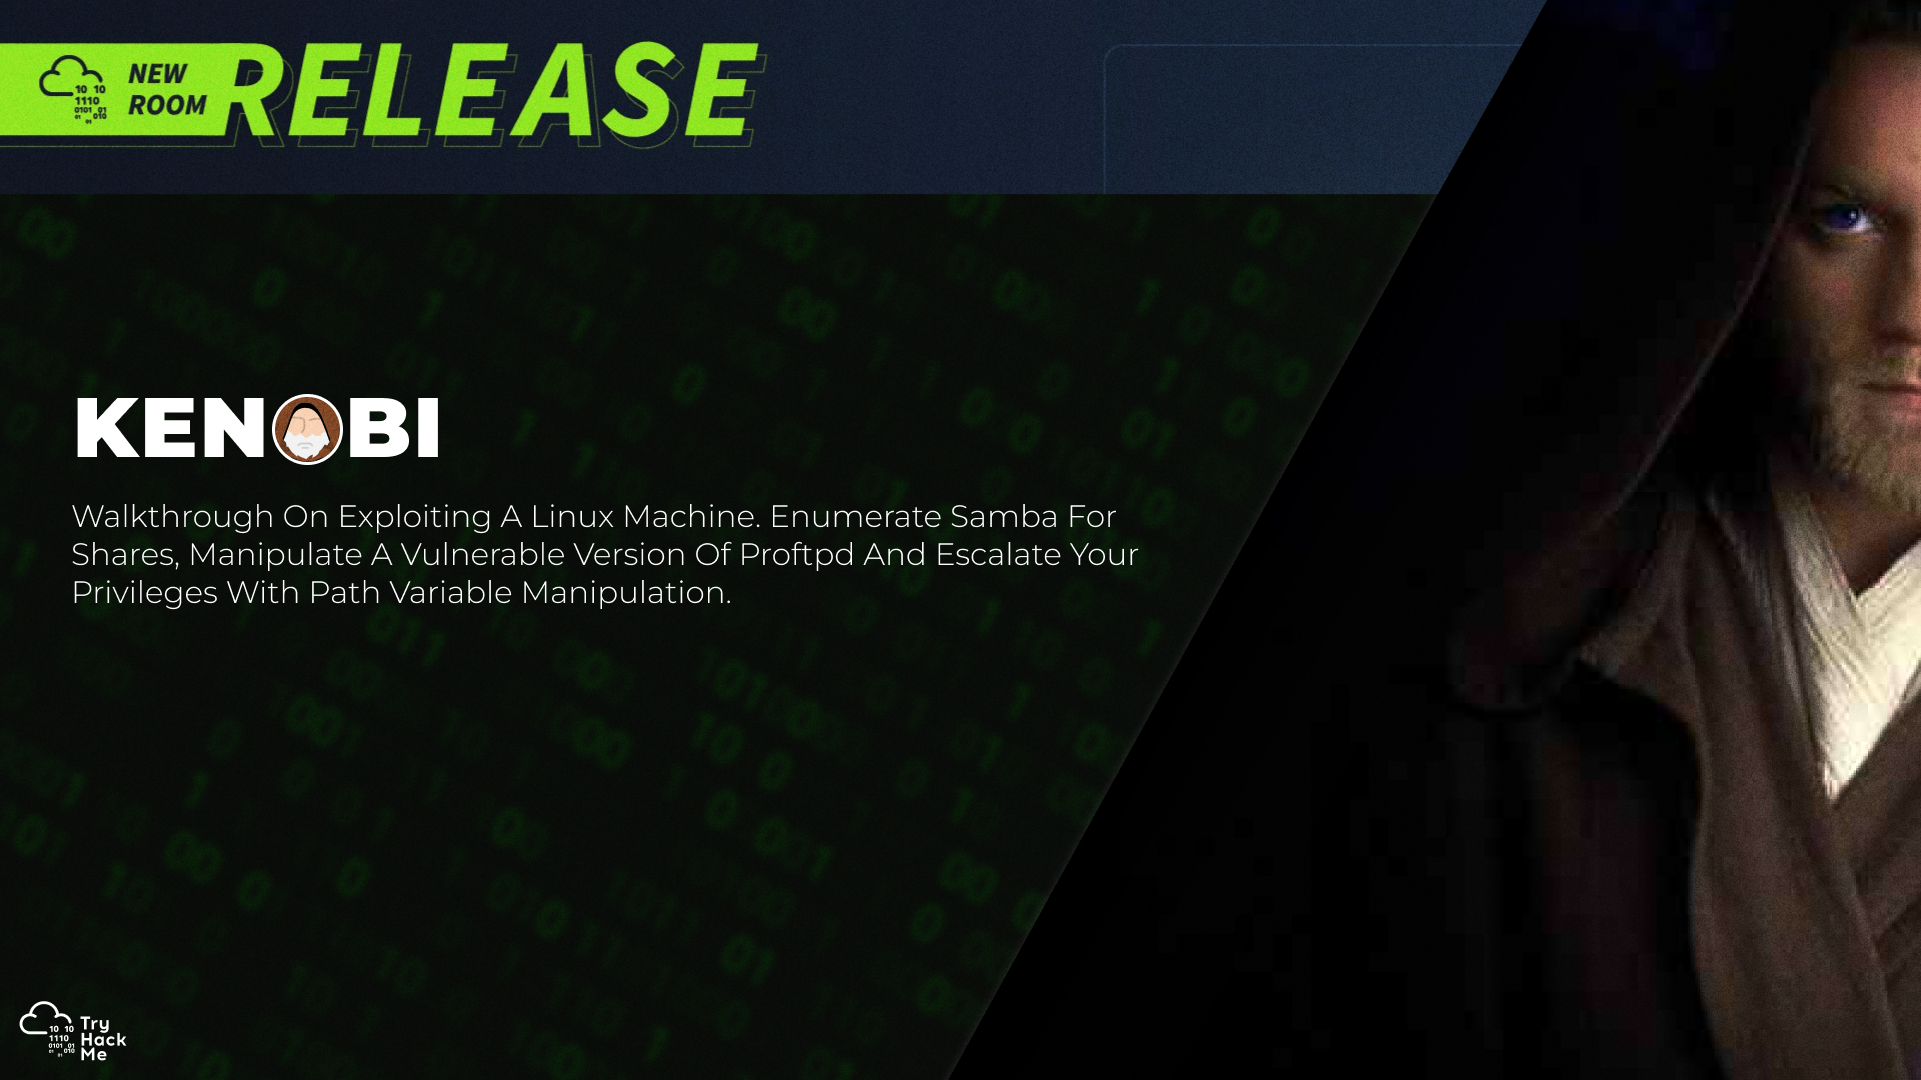 NEW
ROOM
RELEASE
KENOBI
Walkthrough On Exploiting A Linux Machine. Enumerate Samba For
Shares, Manipulate A Vulnerable Version Of Proftpd And Escalate Your
Privileges With Path Variable Manipulation.
Try
Hack
Me